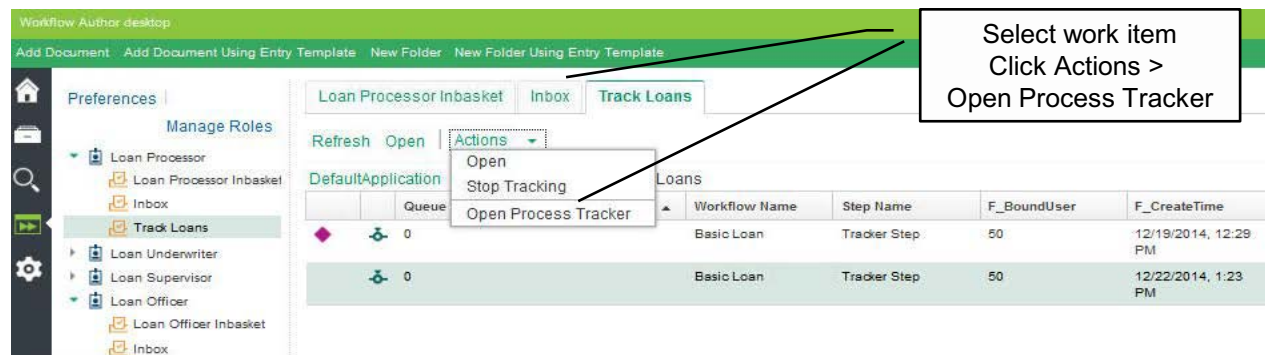 Workflow Author desktop
Add Document Add Document Using Entry Template New Folder New Folder Using Entry Template
Select work item
Click Actions >
Open Process Tracker
Preferences
Manage Roles
Loan Processor
Loan Processor Inbasket
Inbox
Track Loans
Loan Underwriter
Loan Supervisor
Loan Officer
Loan Officer Inbasket
Inbox
Loan Processor Inbasket Inbox Track Loans
Refresh Open Actions
Open
Stop Tracking
Open Process Tracker
DefaultApplication Loans
Queue Workflow Name Step Name F_BoundUser F_CreateTime
0 Basic Loan Tracker Step 50 12/19/2014, 12:29
PM
0 Basic Loan Tracker Step 50 12/22/2014, 1:23
PM